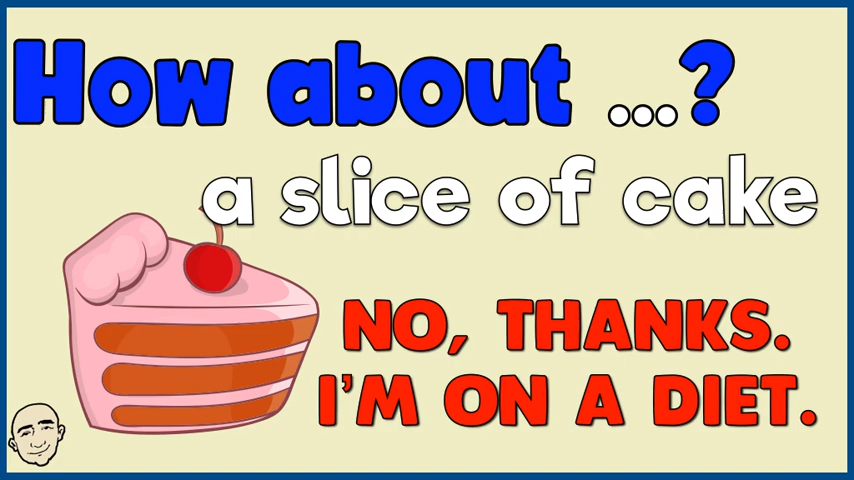 How about ...?
a slice of cake
NO, THANKS.
I'M ON A DIET.